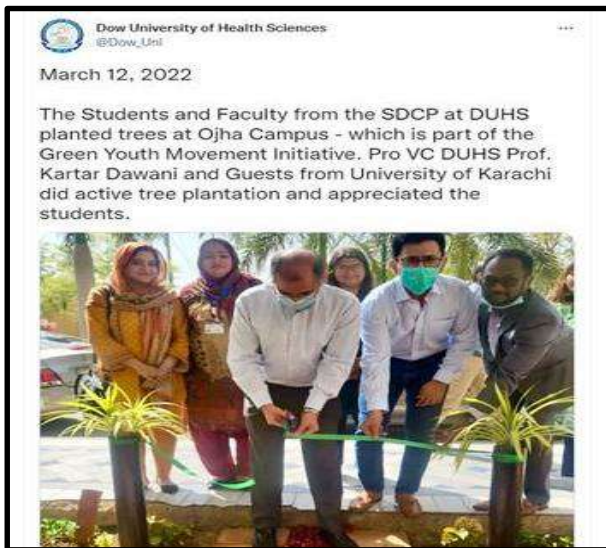 Dow University of Health Sciences
@Dow_Uni
March 12, 2022
The Students and Faculty from the SDCP at DUHS
planted trees at Ojha Campus - which is part of the
Green Youth Movement Initiative. Pro VC DUHS Prof.
Kartar Dawani and Guests from University of Karachi
did active tree plantation and appreciated the
students.